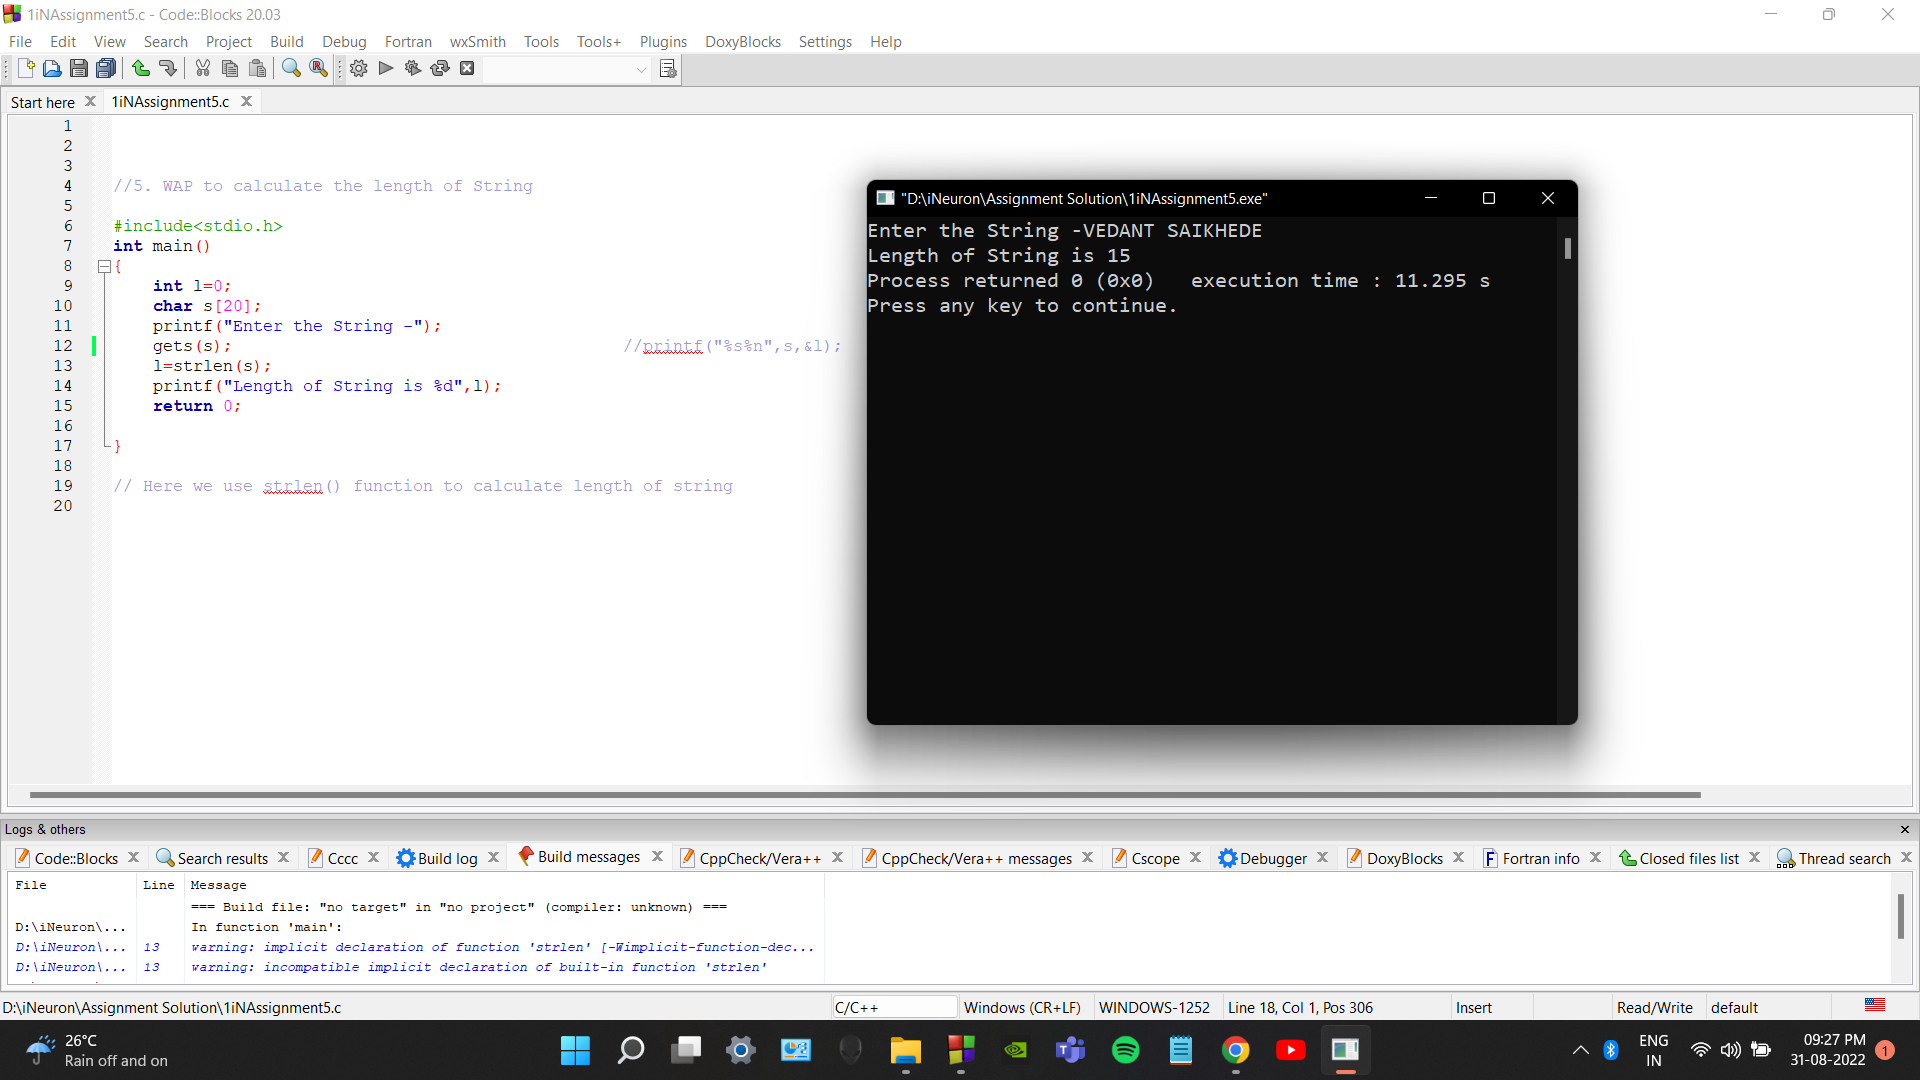 1iNAssignment5.c - Code::Blocks 20.03
File Edit View Search Project Build Debug Fortran wxSmith Tools Tools+ Plugins DoxyBlocks Settings Help
Start here 1iNAssignment5.c
1
2
3
4 //5. WAP to calculate the length of String
5
6 #include<stdio.h>
7 int main()
8 {
9 int l=0;
10 char s[20];
11 printf("Enter the String -");
12 gets(s); //printf("%s%n",s,&l);
13 l=strlen(s);
14 printf("Length of String is %d",l);
15 return 0;
16
17 }
18
19 // Here we use strlen() function to calculate length of string
20
"D:\iNeuron\Assignment Solution\1iNAssignment5.exe"
Enter the String -VEDANT SAIKHEDE
Length of String is 15
Process returned 0 (0x0) execution time : 11.295 s
Press any key to continue.
Logs & others
Code::Blocks Search results Cccc Build log Build messages CppCheck/Vera++ CppCheck/Vera++ messages Cscope Debugger DoxyBlocks Fortran info Closed files list Thread search
File Line Message
=== Build file: "no target" in "no project" (compiler: unknown) ===
D:\iNeuron\... In function 'main':
D:\iNeuron\... 13 warning: implicit declaration of function 'strlen' [-Wimplicit-function-dec...
D:\iNeuron\... 13 warning: incompatible implicit declaration of built-in function 'strlen'
D:\iNeuron\Assignment Solution\1iNAssignment5.c C/C++ Windows (CR+LF) WINDOWS-1252 Line 18, Col 1, Pos 306 Insert Read/Write default
26°C
Rain off and on
ENG
IN
09:27 PM
31-08-2022
1